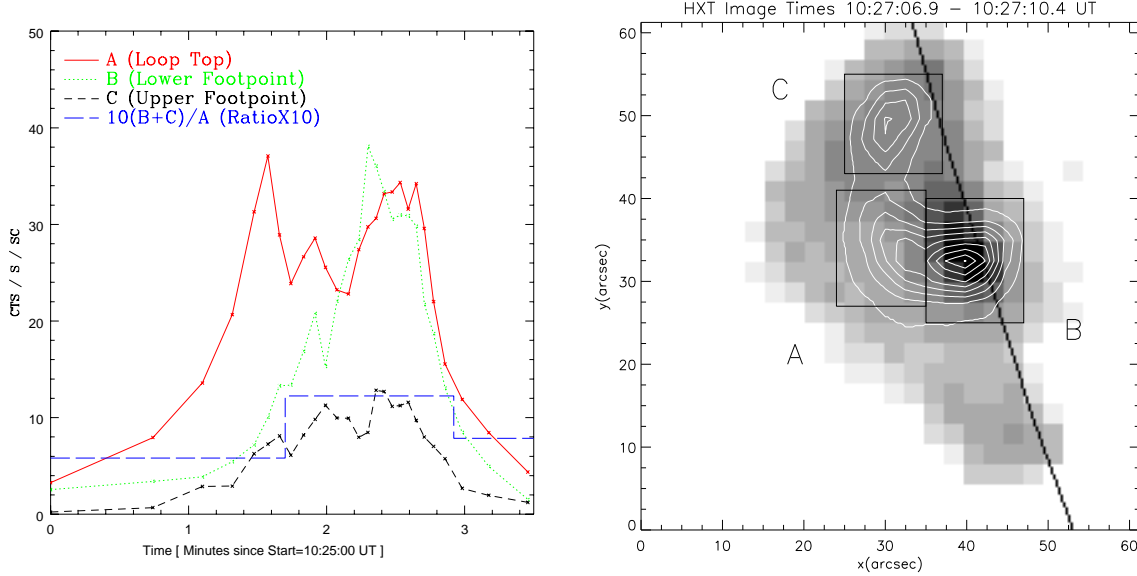 50
40
30
20
10
0
CTS / S / SC
A (Loop Top)
B (Lower Footpoint)
C (Upper Footpoint)
10(B+C)/A (RatioX10)
0 1 2 3
Time [ Minutes since Start=10:25:00 UT ]
HXT Image Times 10:27:06.9 - 10:27:10.4 UT
60
50
40
30
20
10
0
y(arcsec)
C
A
B
0 10 20 30 40 50 60
x(arcsec)